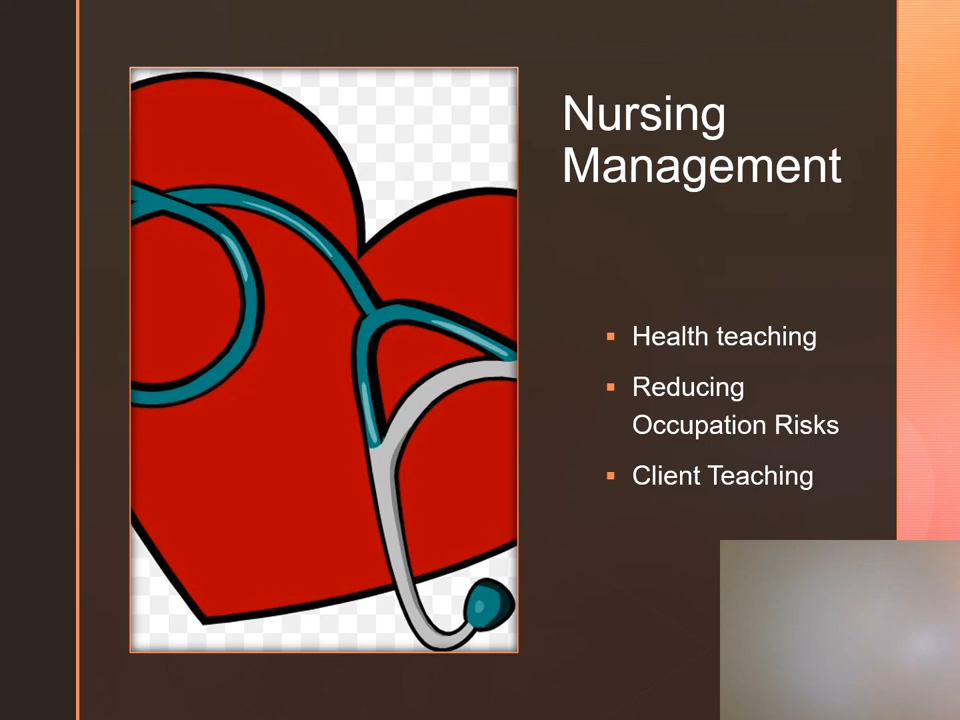 Nursing
Management
Health teaching
Reducing
Occupation Risks
Client Teaching